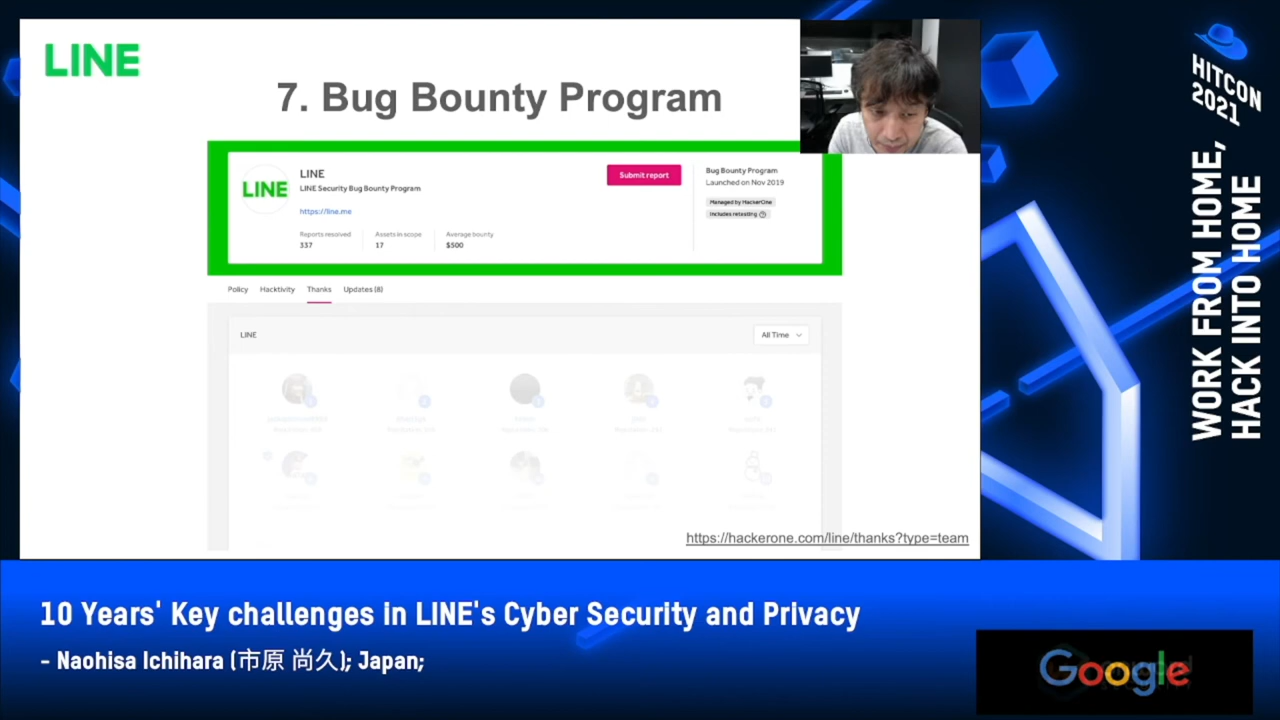 LINE
7. Bug Bounty Program
LINE
LINE
LINE Security Bug Bounty Program
https://line.me
Reports resolved
337
Assets in scope
17
Average bounty
$500
Submit report
Bug Bounty Program
Launched on Nov 2019
Managed by HackerOne
Includes retesting
Policy
Hacktivity
Thanks
Updates (8)
LINE
All Time
https://hackerone.com/line/thanks?type=team
HITCON
2021
WORK FROM HOME,
HACK INTO HOME
10 Years' Key challenges in LINE's Cyber Security and Privacy
- Naohisa Ichihara (市原 尚久); Japan;
Google